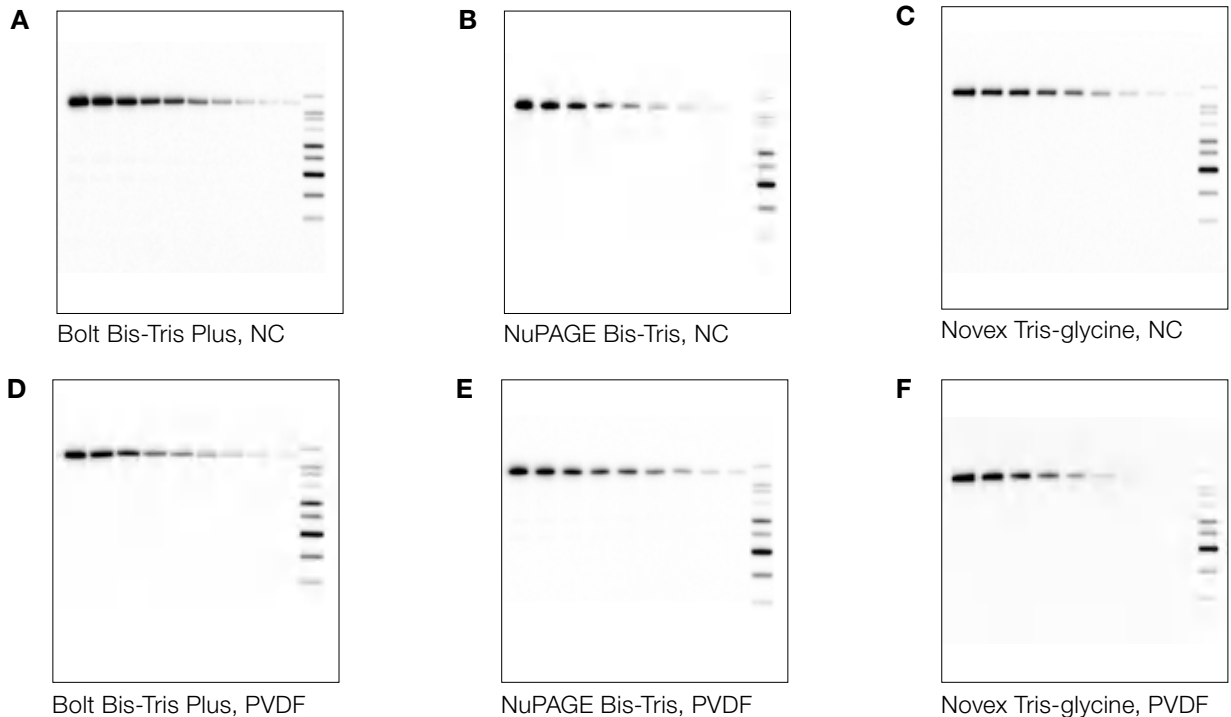 A
B
C
Bolt Bis-Tris Plus, NC
NuPAGE Bis-Tris, NC
Novex Tris-glycine, NC
D
E
F
Bolt Bis-Tris Plus, PVDF
NuPAGE Bis-Tris, PVDF
Novex Tris-glycine, PVDF